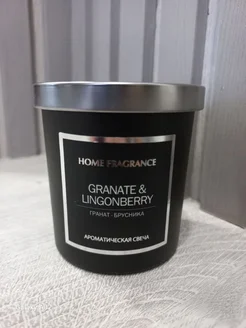 HOME FRAGRANCE
GRANATE &
LINGONBERRY
ГРАНАТ · БРУСНИКА
АРОМАТИЧЕСКАЯ СВЕЧА